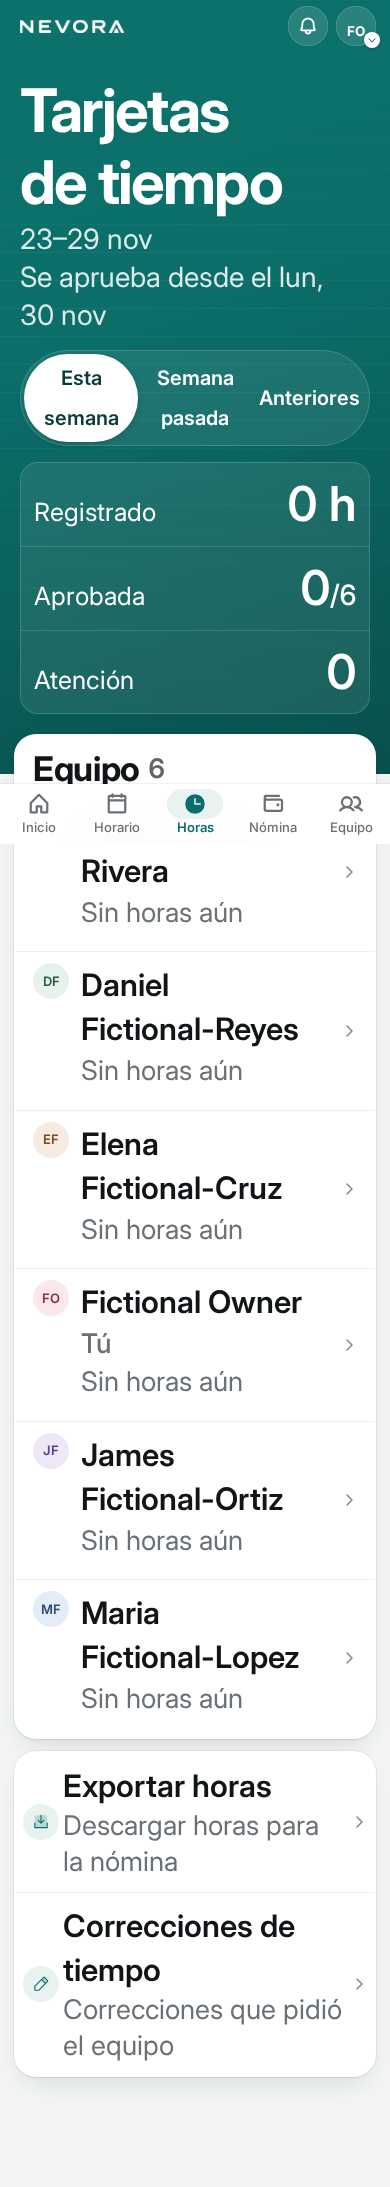 NEVORA
FO
Tarjetas
de tiempo
23–29 nov
Se aprueba desde el lun,
30 nov
Esta
semana
Semana
pasada
Anteriores
Registrado 0 h
Aprobada 0/6
Atención 0
Equipo 6
Inicio Horario Horas Nómina Equipo
Rivera
Sin horas aún
DF Daniel
Fictional-Reyes
Sin horas aún
EF Elena
Fictional-Cruz
Sin horas aún
FO Fictional Owner
Tú
Sin horas aún
JF James
Fictional-Ortiz
Sin horas aún
MF Maria
Fictional-Lopez
Sin horas aún
Exportar horas
Descargar horas para
la nómina
Correcciones de
tiempo
Correcciones que pidió
el equipo